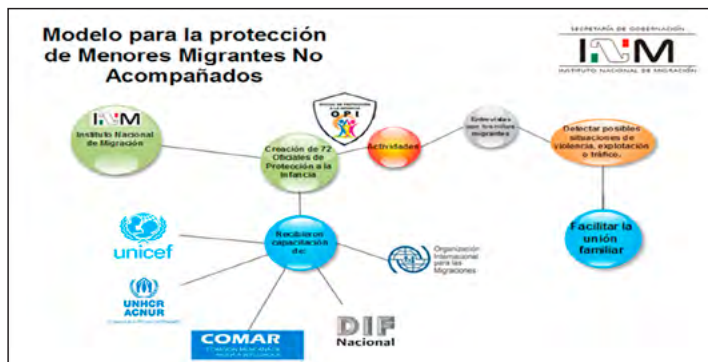 Modelo para la protección
de Menores Migrantes No
Acompañados
SECRETARÍA DE GOBERNACIÓN
INM
INSTITUTO NACIONAL DE MIGRACIÓN
INM
Instituto Nacional
de Migración
OPI
Creación de 72
Oficiales de
Protección a la
Infancia
Actividades
Entrevistas
migrantes
Detectar posibles
situaciones de
violencia, explotación
o tráfico.
Facilitar la
unión
familiar
Recibieron
capacitación
de:
unicef
UNHCR
ACNUR
COMAR
DIF
Nacional
Organización
Internacional
para las
Migraciones